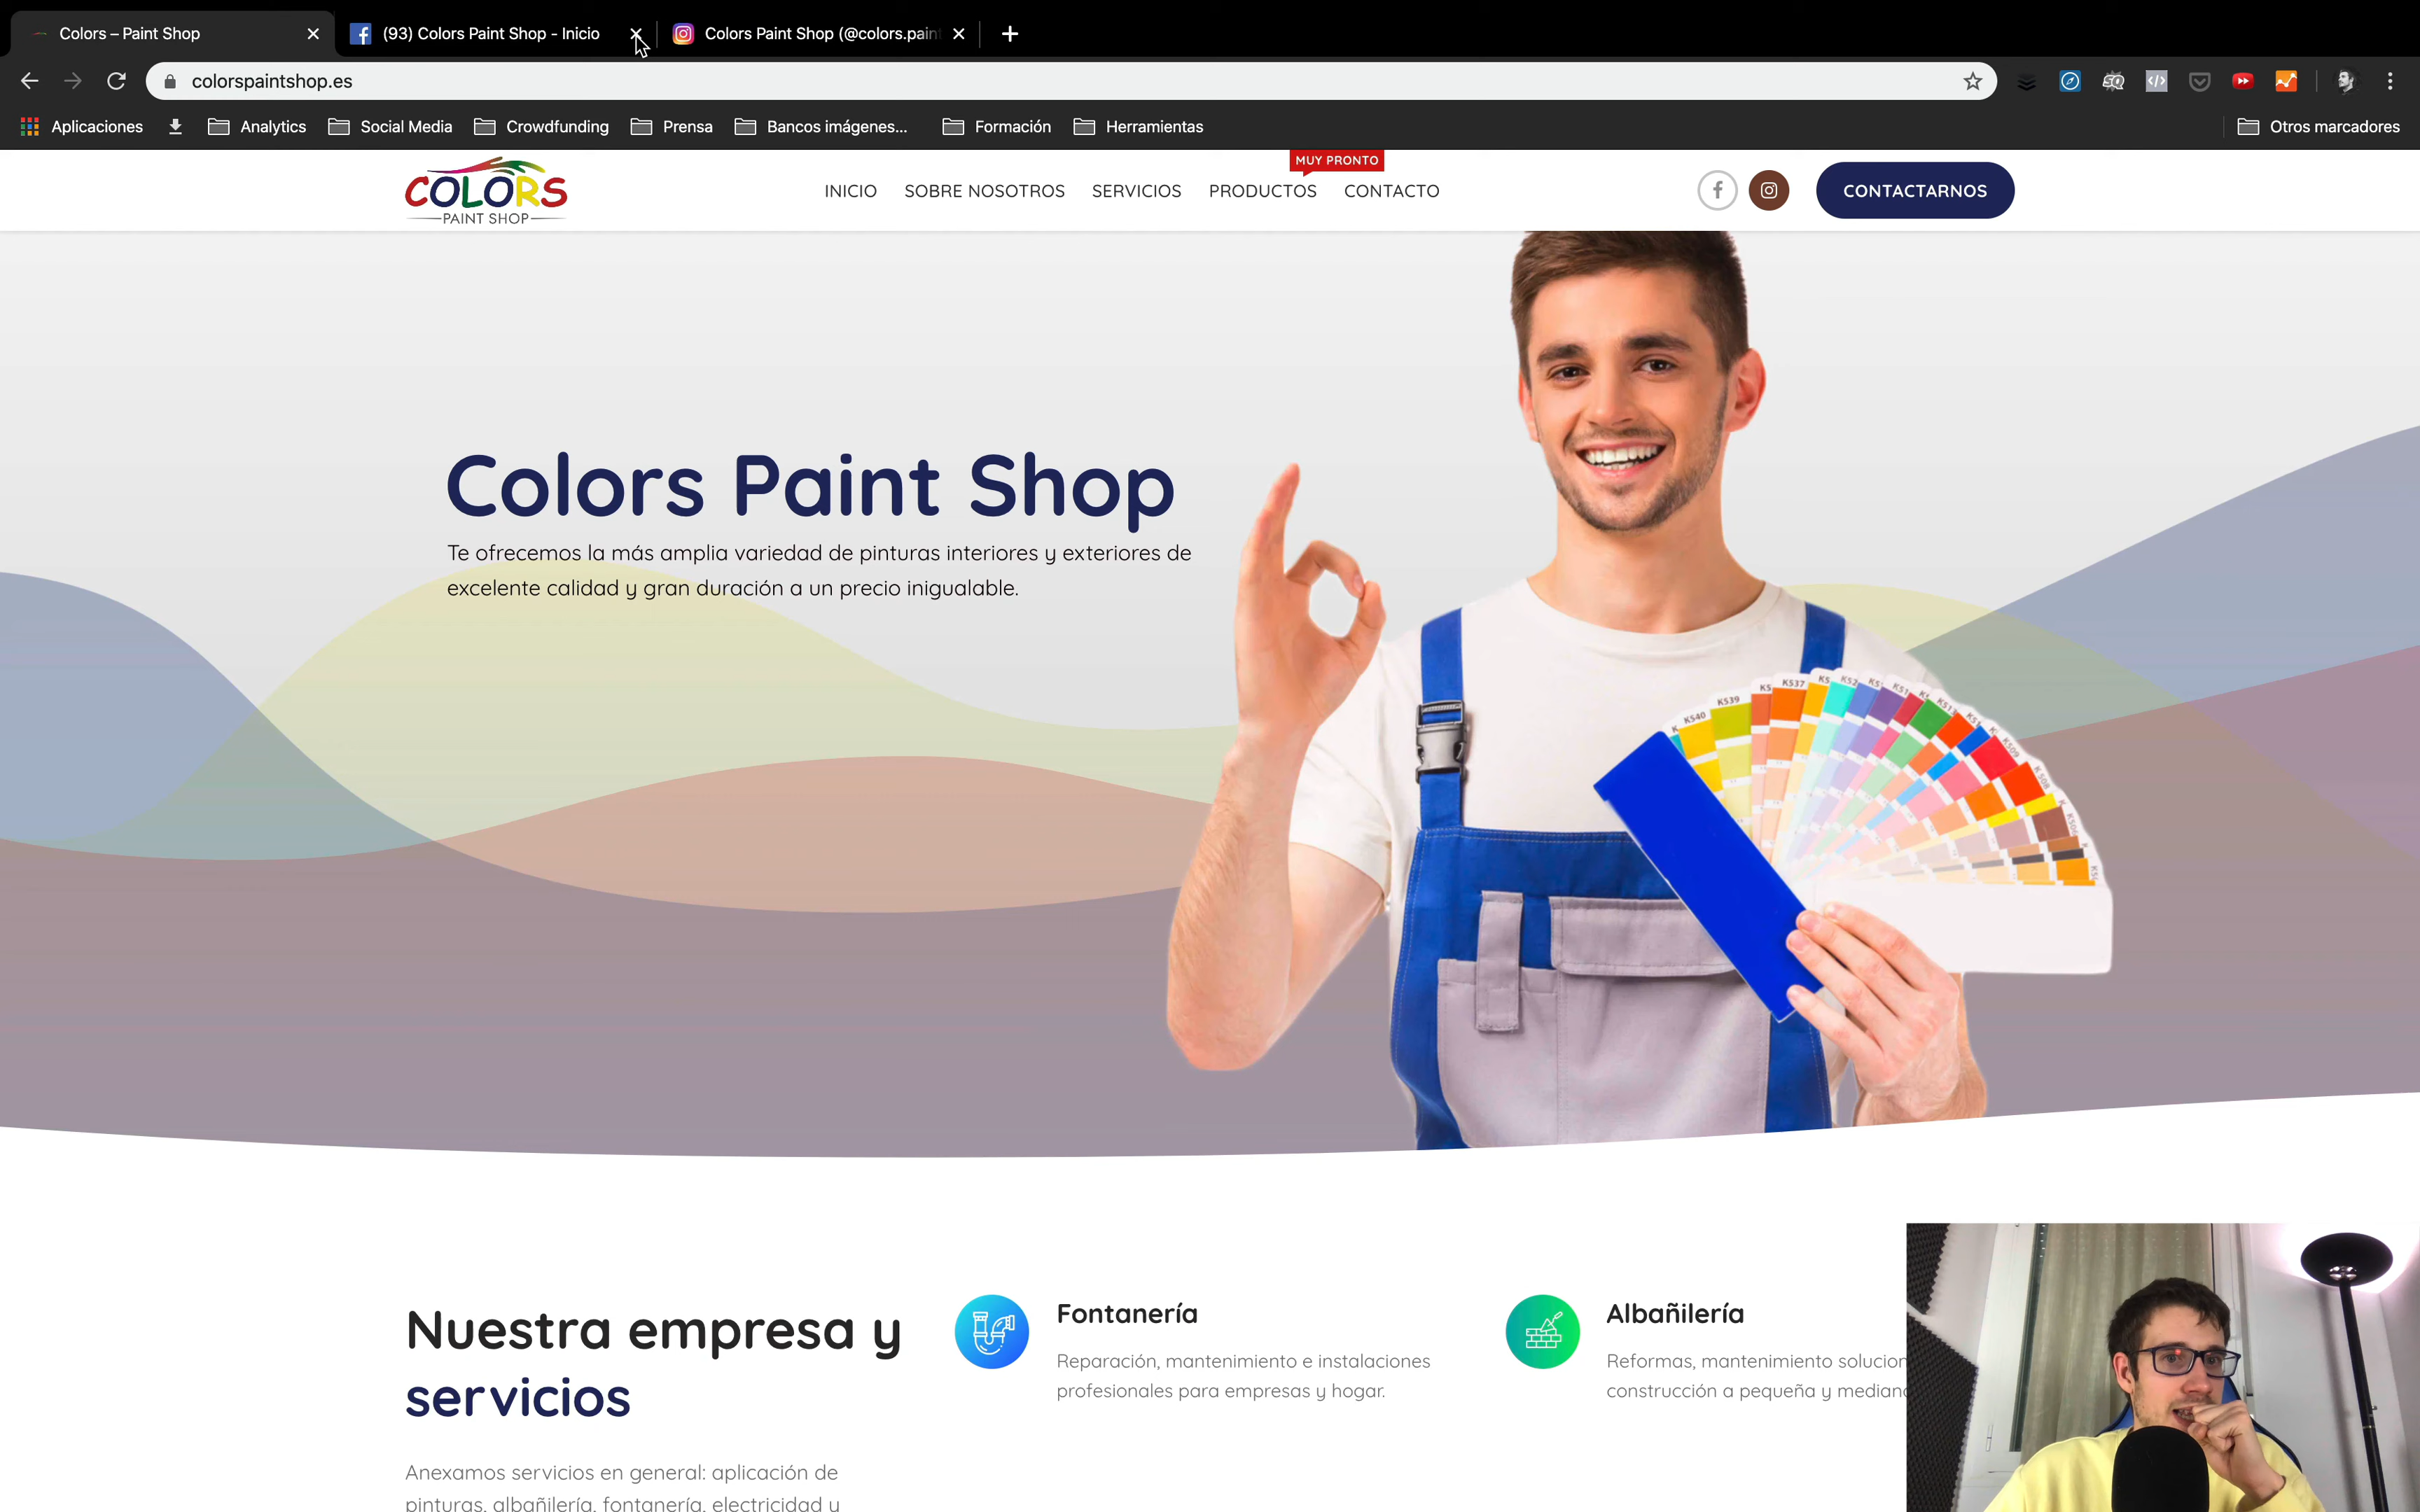 Colors – Paint Shop
(93) Colors Paint Shop - Inicio
Colors Paint Shop (@colors.paint
colorspaintshop.es
Aplicaciones
Analytics
Social Media
Crowdfunding
Prensa
Bancos imágenes...
Formación
Herramientas
Otros marcadores
COLORS
PAINT SHOP
MUY PRONTO
INICIO
SOBRE NOSOTROS
SERVICIOS
PRODUCTOS
CONTACTO
CONTACTARNOS
Colors Paint Shop
Te ofrecemos la más amplia variedad de pinturas interiores y exteriores de
excelente calidad y gran duración a un precio inigualable.
K540
K539
K537
Nuestra empresa y
servicios
Anexamos servicios en general: aplicación de
pinturas, albañilería, fontanería, electricidad y
Fontanería
Reparación, mantenimiento e instalaciones
profesionales para empresas y hogar.
Albañilería
Reformas, mantenimiento solucion
construcción a pequeña y median